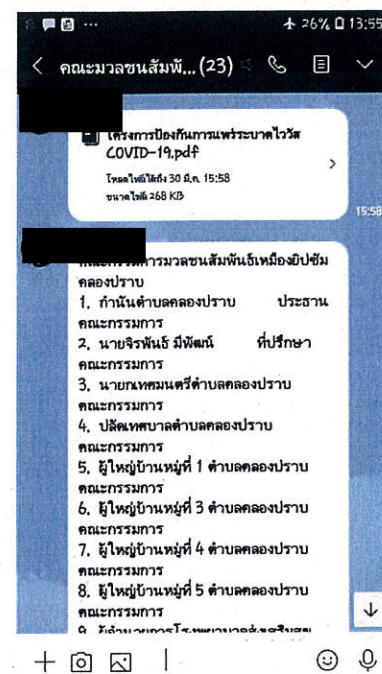 26% 13:55
คณะมวลชนสัมพั... (23)
โครงการป้องกันการแพร่ระบาดไวรัส
COVID-19.pdf
โหลดไฟล์ได้ถึง 30 มี.ค. 15:58
ขนาดไฟล์ 268 KB
15:58
คณะกรรมการมวลชนสัมพันธ์เหมืองยิปซัม
คลองปราบ
1. กำนันตำบลคลองปราบ ประธาน
คณะกรรมการ
2. นายจิรพันธ์ มีพัฒน์ ที่ปรึกษา
คณะกรรมการ
3. นายกเทศมนตรีตำบลคลองปราบ
คณะกรรมการ
4. ปลัดเทศบาลตำบลคลองปราบ
คณะกรรมการ
5. ผู้ใหญ่บ้านหมู่ที่ 1 ตำบลคลองปราบ
คณะกรรมการ
6. ผู้ใหญ่บ้านหมู่ที่ 3 ตำบลคลองปราบ
คณะกรรมการ
7. ผู้ใหญ่บ้านหมู่ที่ 4 ตำบลคลองปราบ
คณะกรรมการ
8. ผู้ใหญ่บ้านหมู่ที่ 5 ตำบลคลองปราบ
คณะกรรมการ